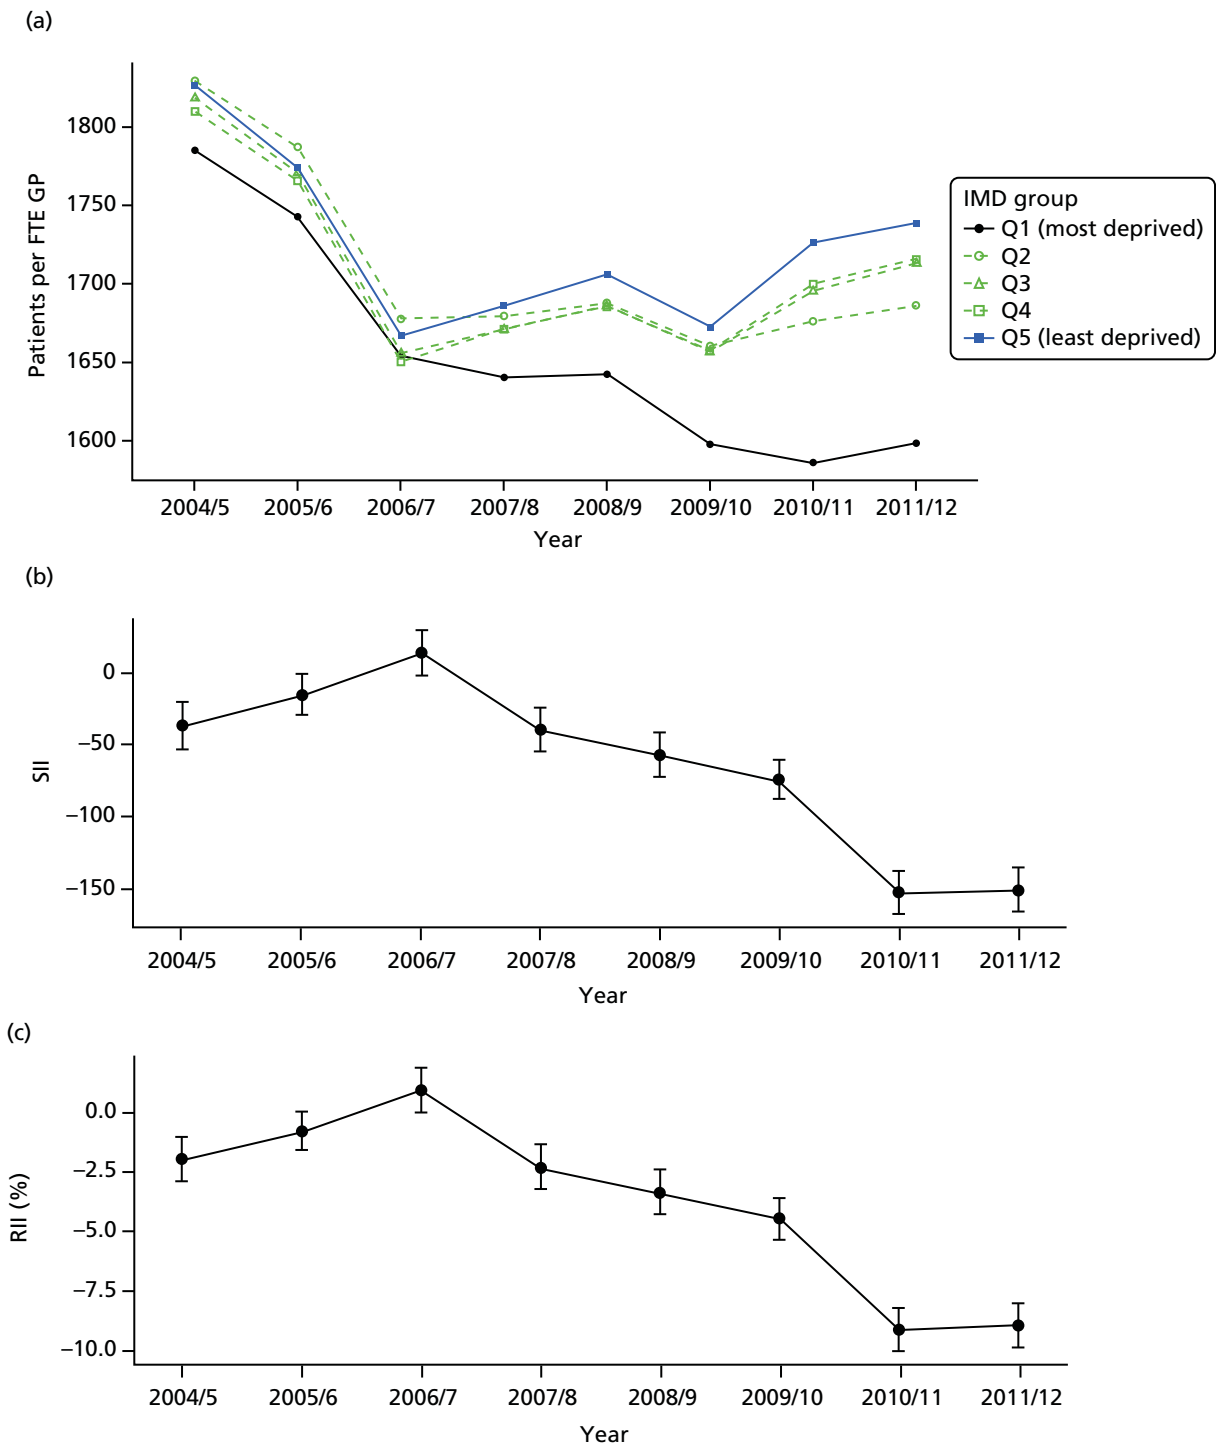 (a)
Patients per FTE GP
1800
1750
1700
1650
1600
2004/5 2005/6 2006/7 2007/8 2008/9 2009/10 2010/11 2011/12
Year
IMD group
Q1 (most deprived)
Q2
Q3
Q4
Q5 (least deprived)
(b)
SII
0
−50
−100
−150
2004/5 2005/6 2006/7 2007/8 2008/9 2009/10 2010/11 2011/12
Year
(c)
RII (%)
0.0
−2.5
−5.0
−7.5
−10.0
2004/5 2005/6 2006/7 2007/8 2008/9 2009/10 2010/11 2011/12
Year